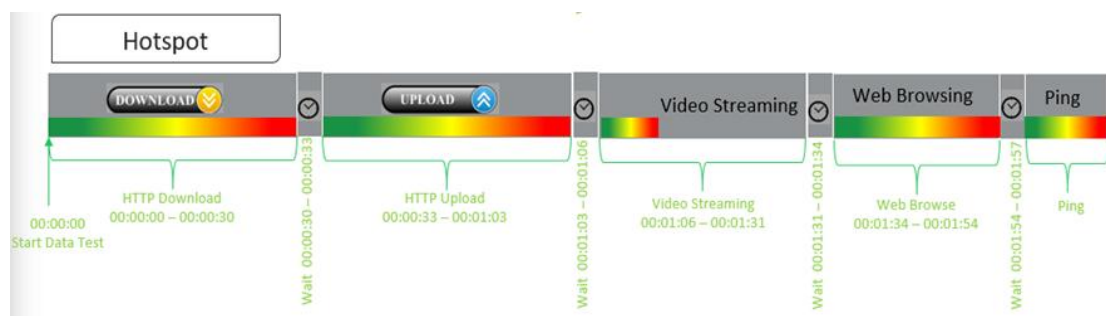 Hotspot
DOWNLOAD
UPLOAD
Video Streaming
Web Browsing
Ping
00:00:00
Start Data Test
HTTP Download
00:00:00 – 00:00:30
Wait 00:00:30 – 00:00:33
HTTP Upload
00:00:33 – 00:01:03
Wait 00:01:03 – 00:01:06
Video Streaming
00:01:06 – 00:01:31
Wait 00:01:31 – 00:01:34
Web Browse
00:01:34 – 00:01:54
Wait 00:01:54 – 00:01:57
Ping